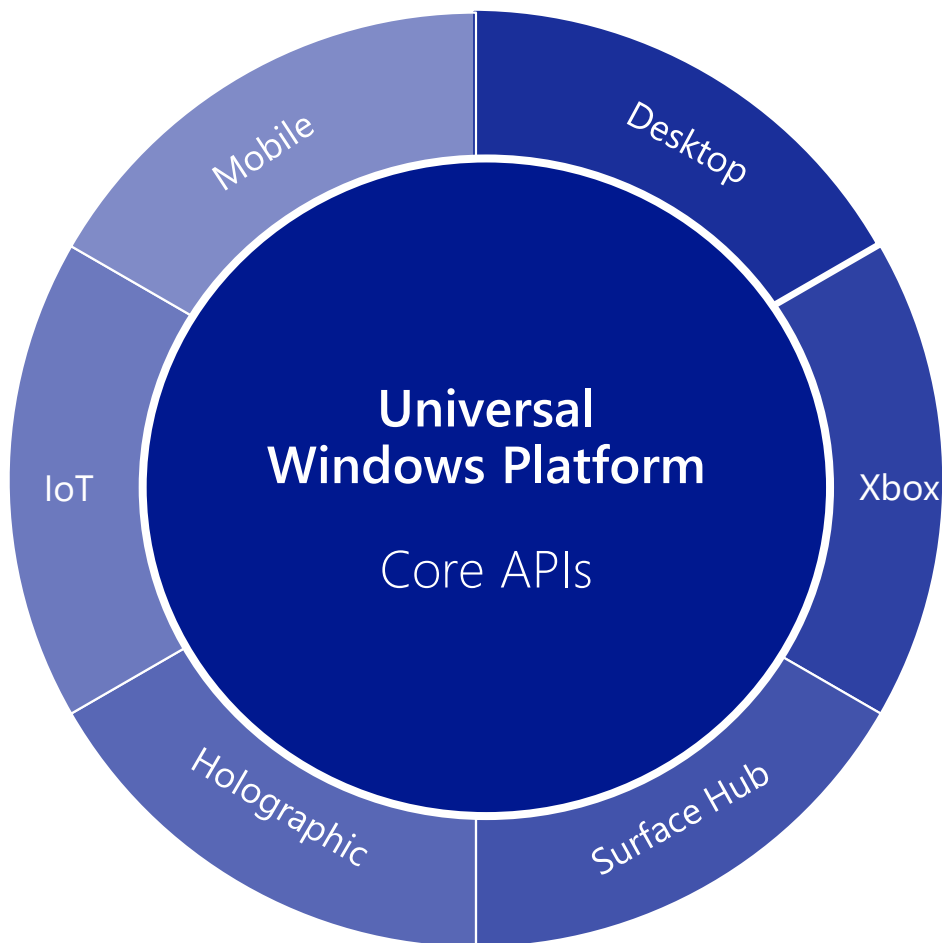 Mobile
Desktop
Universal
Windows Platform
Core APIs
IoT
Xbox
Holographic
Surface Hub